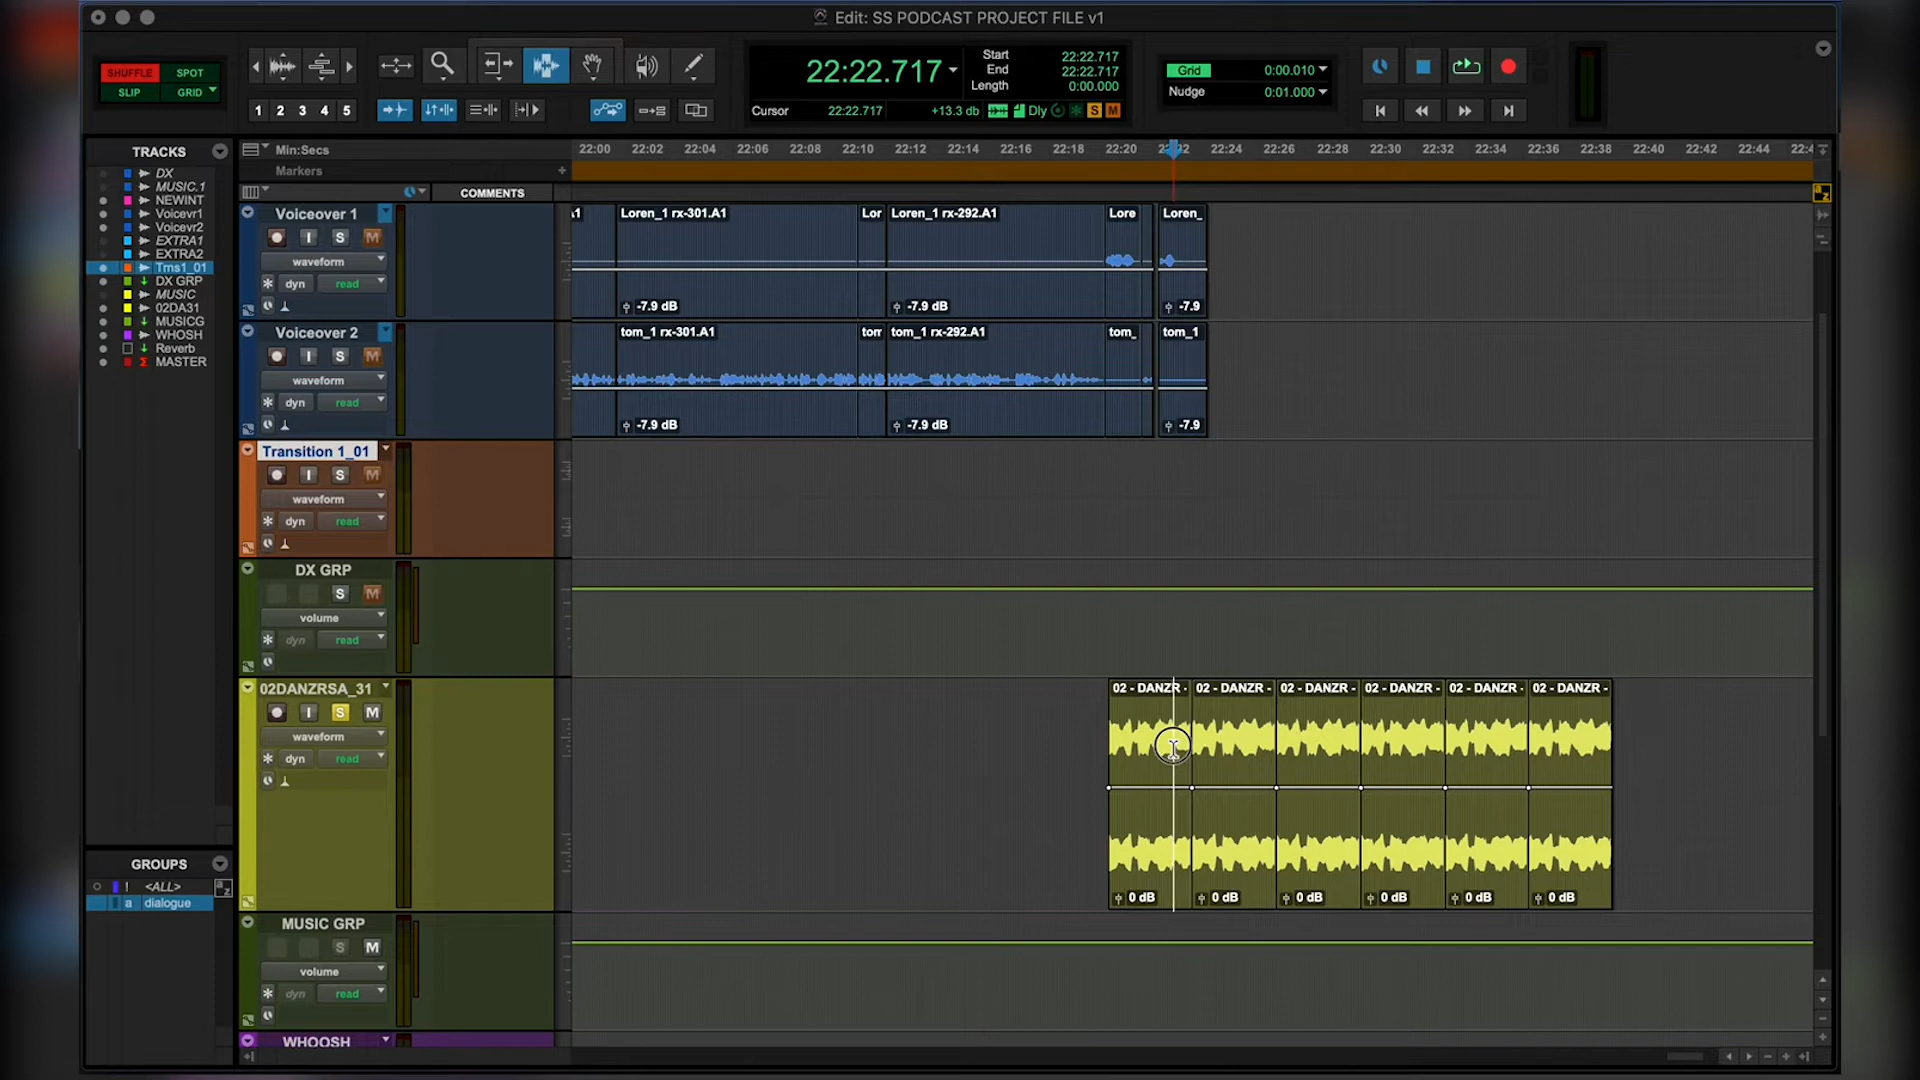 Edit: SS PODCAST PROJECT FILE v1
SHUFFLE SPOT
SLIP GRID
1 2 3 4 5
22:22.717
Start 22:22.717
End 22:22.717
Length 0:00.000
Cursor 22:22.717 +13.3 db Dly S M
Grid 0:00.010
Nudge 0:01.000
TRACKS
DX
MUSIC.1
NEWINT
Voicevr1
Voicevr2
EXTRA1
EXTRA2
Trns1_01
DX GRP
MUSIC
02DA31
MUSICG
WHOSH
Reverb
MASTER
GROUPS
! <ALL>
a dialogue
a z
Min:Secs
22:00 22:02 22:04 22:06 22:08 22:10 22:12 22:14 22:16 22:18 22:20 22:22 22:24 22:26 22:28 22:30 22:32 22:34 22:36 22:38 22:40 22:42 22:44 22:4
Markers
COMMENTS
a z
Voiceover 1
I S M
waveform
dyn read
.1 Loren_1 rx-301.A1 Lor Loren_1 rx-292.A1 Lore Loren_
-7.9 dB -7.9 dB -7.9
Voiceover 2
I S M
waveform
dyn read
tom_1 rx-301.A1 tom tom_1 rx-292.A1 tom_ tom_1
-7.9 dB -7.9 dB -7.9
Transition 1_01
I S M
waveform
dyn read
DX GRP
S M
volume
dyn read
02DANZRSA_31
I S M
waveform
dyn read
02 - DANZR - 02 - DANZR - 02 - DANZR - 02 - DANZR - 02 - DANZR - 02 - DANZR -
0 dB 0 dB 0 dB 0 dB 0 dB 0 dB
MUSIC GRP
S M
volume
dyn read
WHOOSH